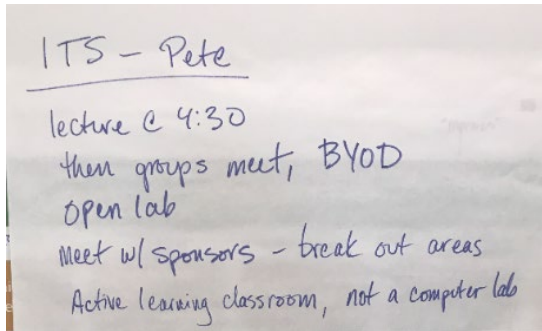 ITS - Pete
lecture @ 4:30
then groups meet, BYOD
open lab
Meet w/ sponsors - break out areas
Active learning classroom, not a computer lab